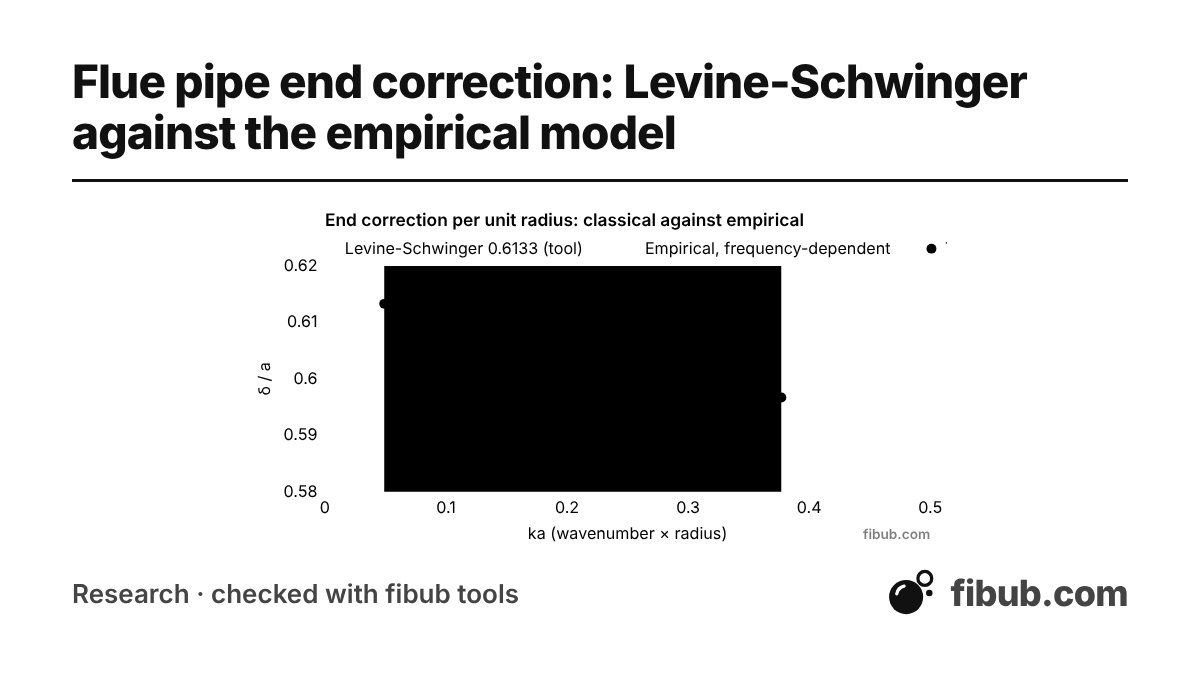 Flue pipe end correction: Levine-Schwinger
against the empirical model
End correction per unit radius: classical against empirical
Levine-Schwinger 0.6133 (tool)
Empirical, frequency-dependent
0.62
0.61
0.6
0.59
0.58
δ / a
0
0.1
0.2
0.3
0.4
0.5
ka (wavenumber × radius)
fibub.com
Research · checked with fibub tools
fibub.com